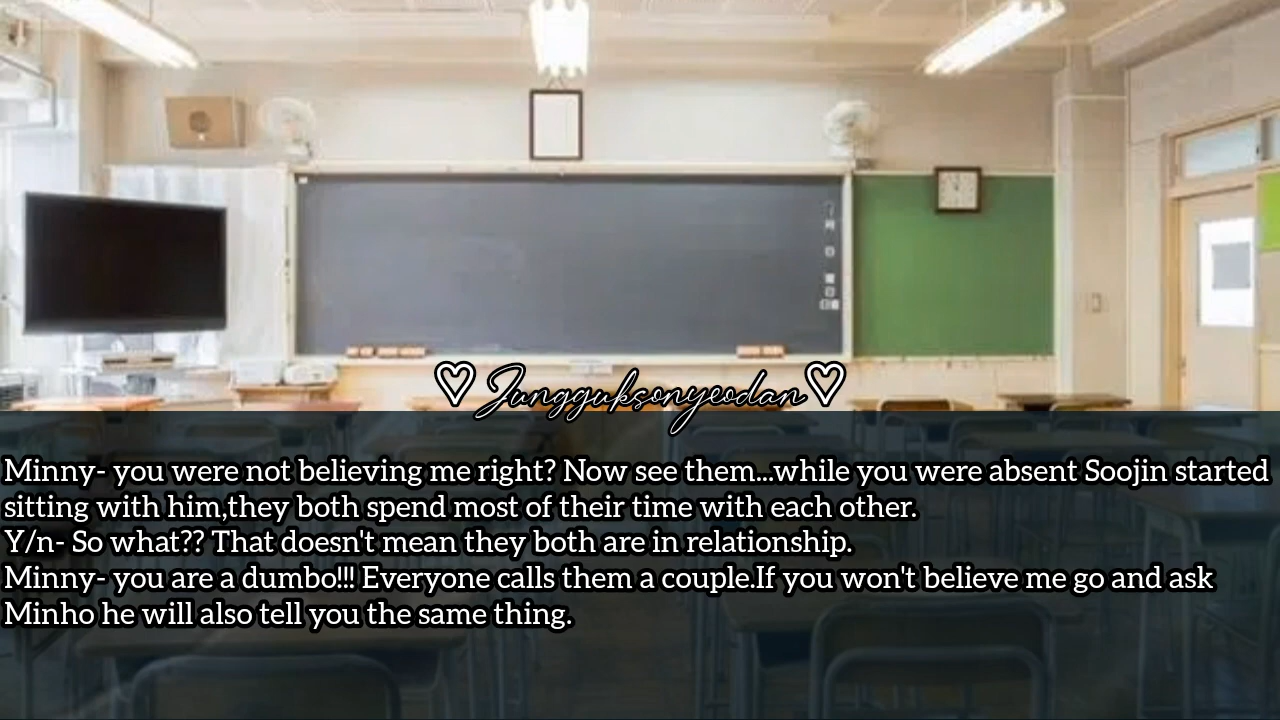 ♡ Jungguksonyeodan ♡
Minny- you were not believing me right? Now see them...while you were absent Soojin started
sitting with him,they both spend most of their time with each other.
Y/n- So what?? That doesn't mean they both are in relationship.
Minny- you are a dumbo!!! Everyone calls them a couple.If you won't believe me go and ask
Minho he will also tell you the same thing.